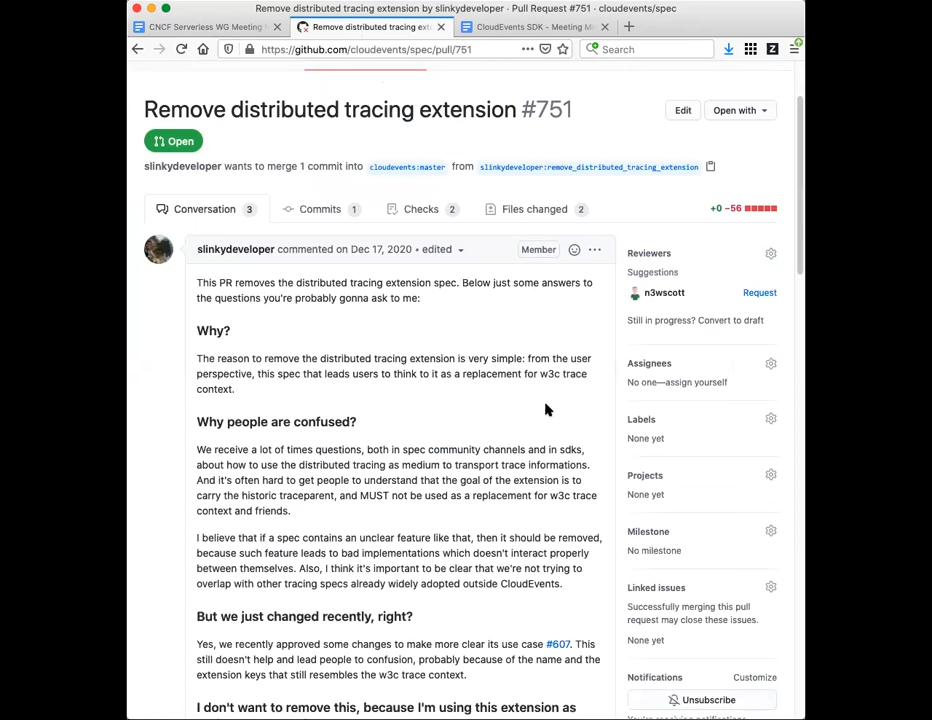 Remove distributed tracing extension by slinkydeveloper · Pull Request #751 · cloudevents/spec
CNCF Serverless WG Meeting
Remove distributed tracing ext
CloudEvents SDK - Meeting M
https://github.com/cloudevents/spec/pull/751
Search
Remove distributed tracing extension #751
Edit
Open with
Open
slinkydeveloper wants to merge 1 commit into cloudevents:master from slinkydeveloper:remove_distributed_tracing_extension
Conversation 3
Commits 1
Checks 2
Files changed 2
+0 −56
slinkydeveloper commented on Dec 17, 2020 • edited
Member
This PR removes the distributed tracing extension spec. Below just some answers to
the questions you're probably gonna ask to me:
Why?
The reason to remove the distributed tracing extension is very simple: from the user
perspective, this spec that leads users to think to it as a replacement for w3c trace
context.
Why people are confused?
We receive a lot of times questions, both in spec community channels and in sdks,
about how to use the distributed tracing as medium to transport trace informations.
And it's often hard to get people to understand that the goal of the extension is to
carry the historic traceparent, and MUST not be used as a replacement for w3c trace
context and friends.
I believe that if a spec contains an unclear feature like that, then it should be removed,
because such feature leads to bad implementations which doesn't interact properly
between themselves. Also, I think it's important to be clear that we're not trying to
overlap with other tracing specs already widely adopted outside CloudEvents.
But we just changed recently, right?
Yes, we recently approved some changes to make more clear its use case #607. This
still doesn't help and lead people to confusion, probably because of the name and the
extension keys that still resembles the w3c trace context.
I don't want to remove this, because I'm using this extension as
Reviewers
Suggestions
n3wscott
Request
Still in progress? Convert to draft
Assignees
No one—assign yourself
Labels
None yet
Projects
None yet
Milestone
No milestone
Linked issues
Successfully merging this pull
request may close these issues.
None yet
Notifications
Customize
Unsubscribe